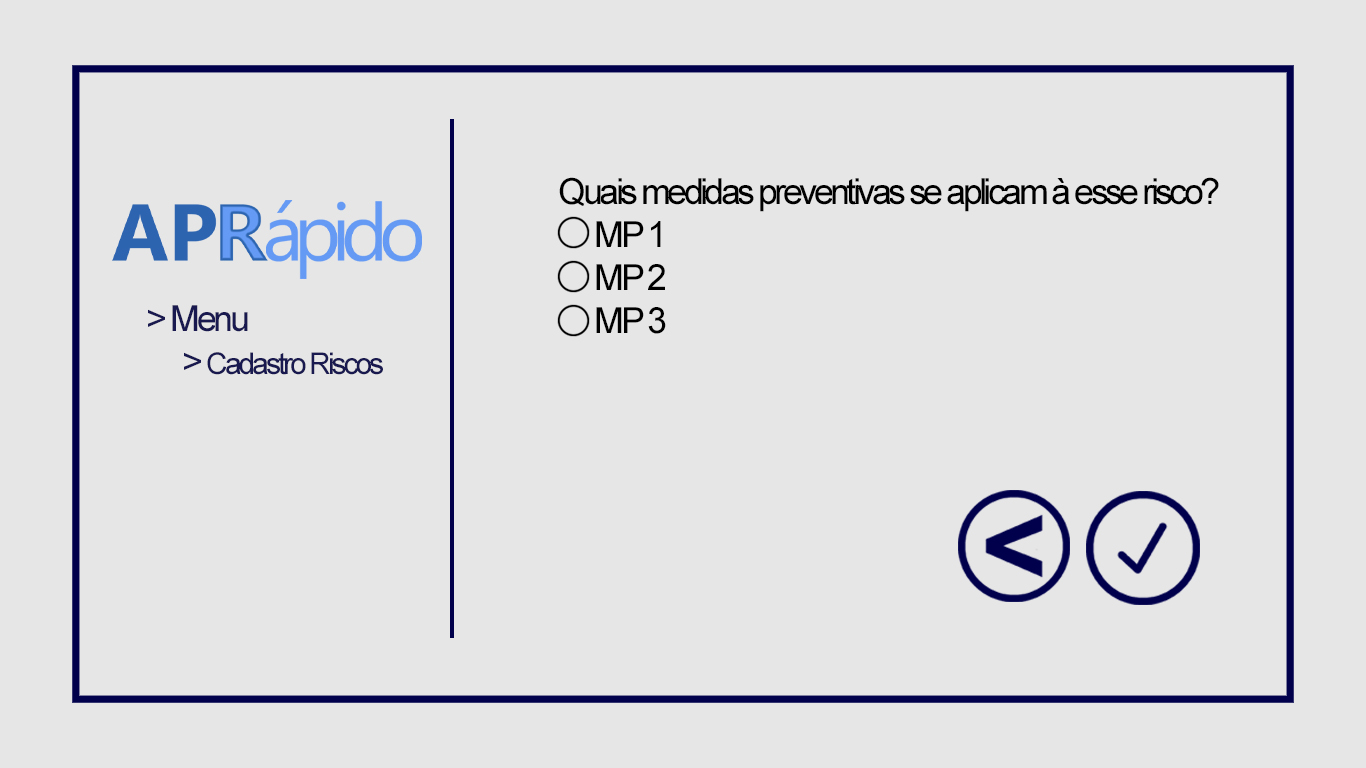 APRápido
> Menu
> Cadastro Riscos
Quais medidas preventivas se aplicam à esse risco?
MP 1
MP 2
MP 3